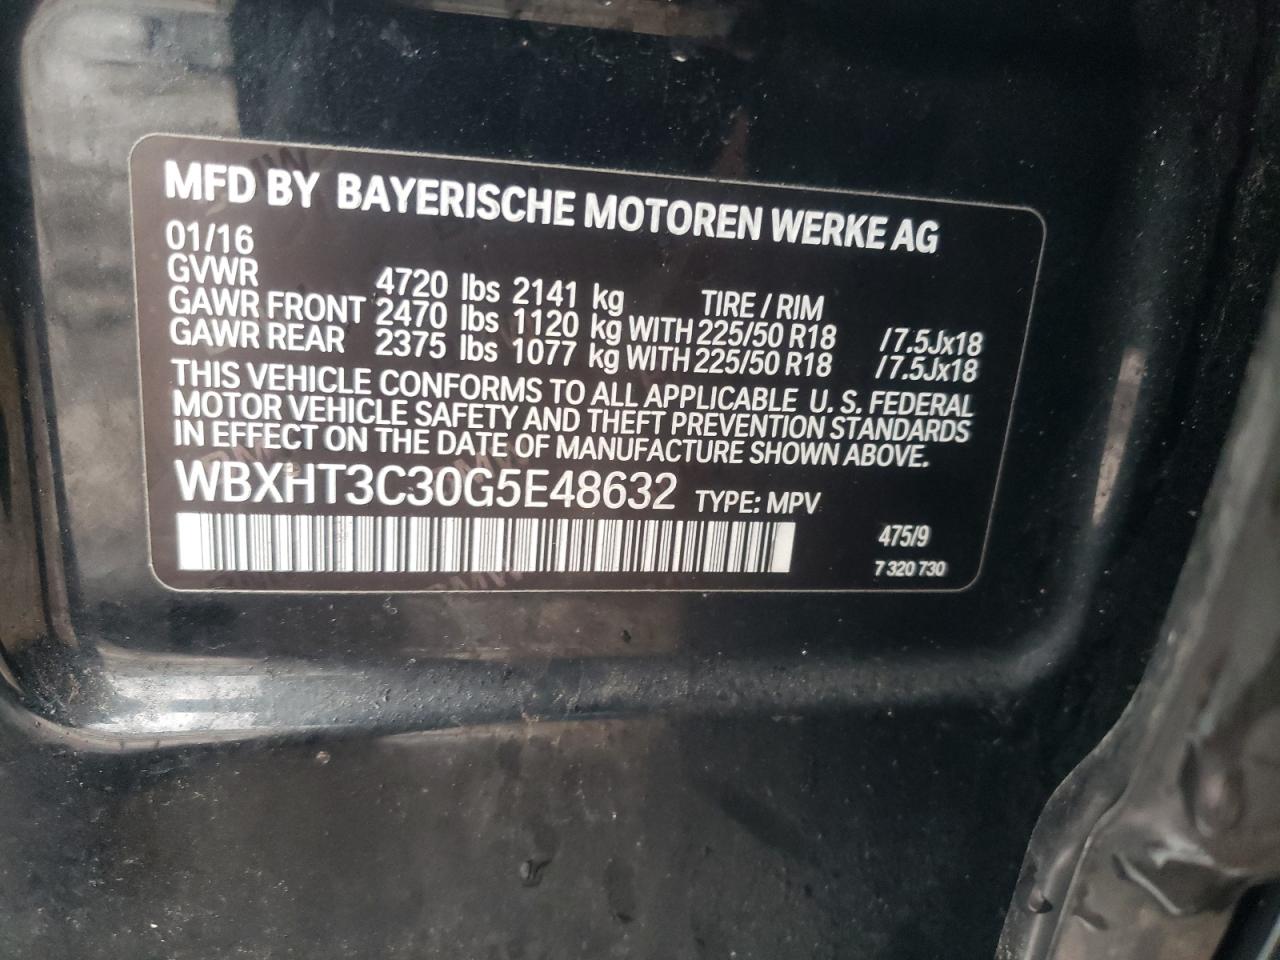 MFD BY BAYERISCHE MOTOREN WERKE AG
01/16
GVWR 4720 lbs 2141 kg TIRE / RIM
GAWR FRONT 2470 lbs 1120 kg WITH 225/50 R18 /7.5Jx18
GAWR REAR 2375 lbs 1077 kg WITH 225/50 R18 /7.5Jx18
THIS VEHICLE CONFORMS TO ALL APPLICABLE U. S. FEDERAL
MOTOR VEHICLE SAFETY AND THEFT PREVENTION STANDARDS
IN EFFECT ON THE DATE OF MANUFACTURE SHOWN ABOVE.
WBXHT3C30G5E48632 TYPE: MPV
475/9
7 320 730